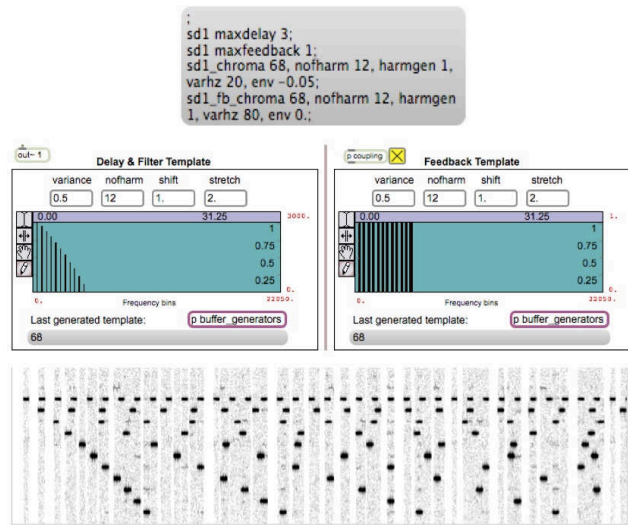 ;
sd1 maxdelay 3;
sd1 maxfeedback 1;
sd1_chroma 68, nofharm 12, harmgen 1,
varhz 20, env -0.05;
sd1_fb_chroma 68, nofharm 12, harmgen
1, varhz 80, env 0.;
out~ 1
Delay & Filter Template
variance nofharm shift stretch
0.5 12 1. 2.
0.00 31.25 3000.
1
0.75
0.5
0.25
0.
0. Frequency bins 22050.
Last generated template: p buffer_generators
68
p coupling
Feedback Template
variance nofharm shift stretch
0.5 12 1. 2.
0.00 31.25 1.
1
0.75
0.5
0.25
0.
0. Frequency bins 22050.
Last generated template: p buffer_generators
68